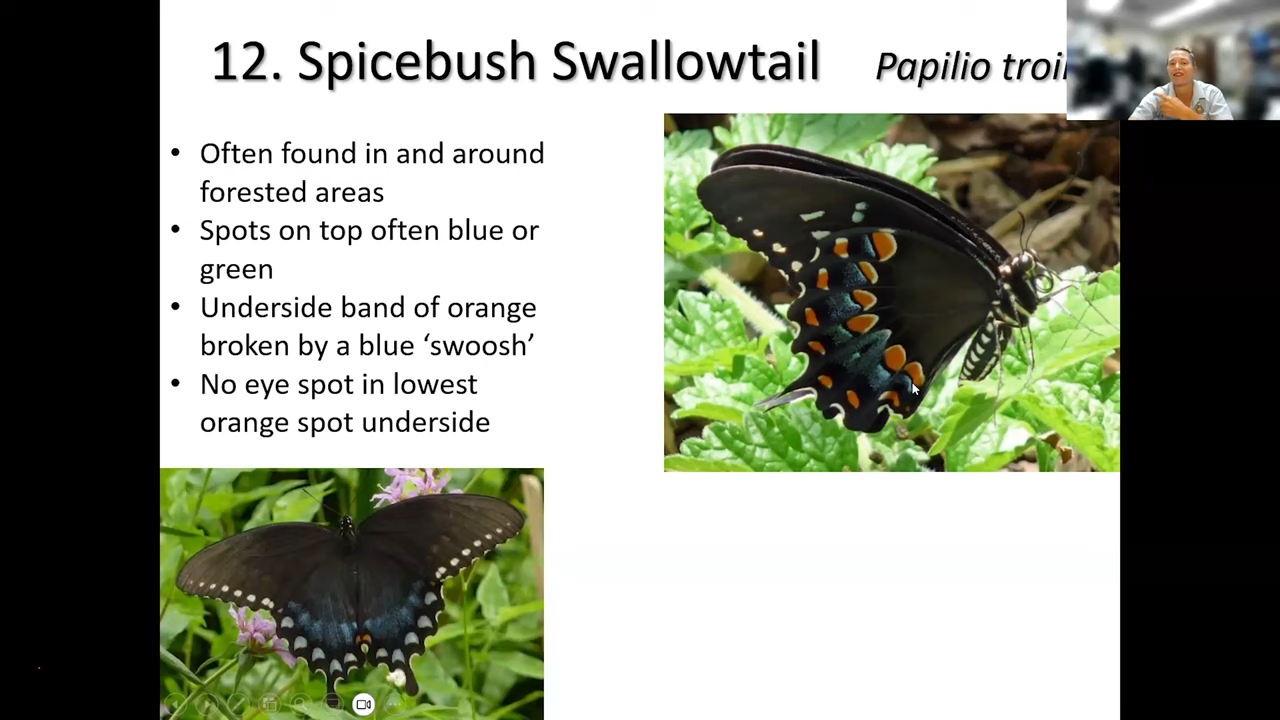 12. Spicebush Swallowtail Papilio troil
• Often found in and around
forested areas
• Spots on top often blue or
green
• Underside band of orange
broken by a blue ‘swoosh’
• No eye spot in lowest
orange spot underside